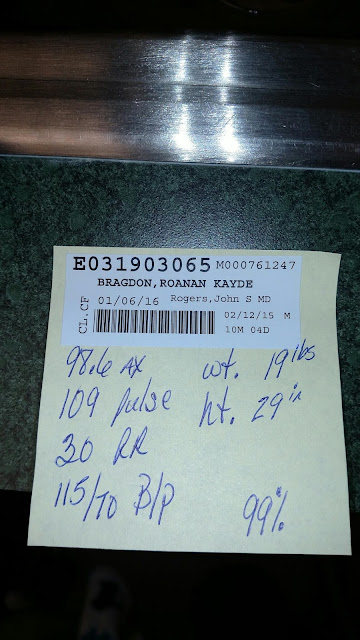 E031903065 M000761247
BRAGDON,ROANAN KAYDE
CL.CF 01/06/16 Rogers,John S MD
02/12/15 M
10M 04D
98.6 AX wt. 19 lbs
109 pulse ht. 29 in
30 RR
115/70 B/p 99%